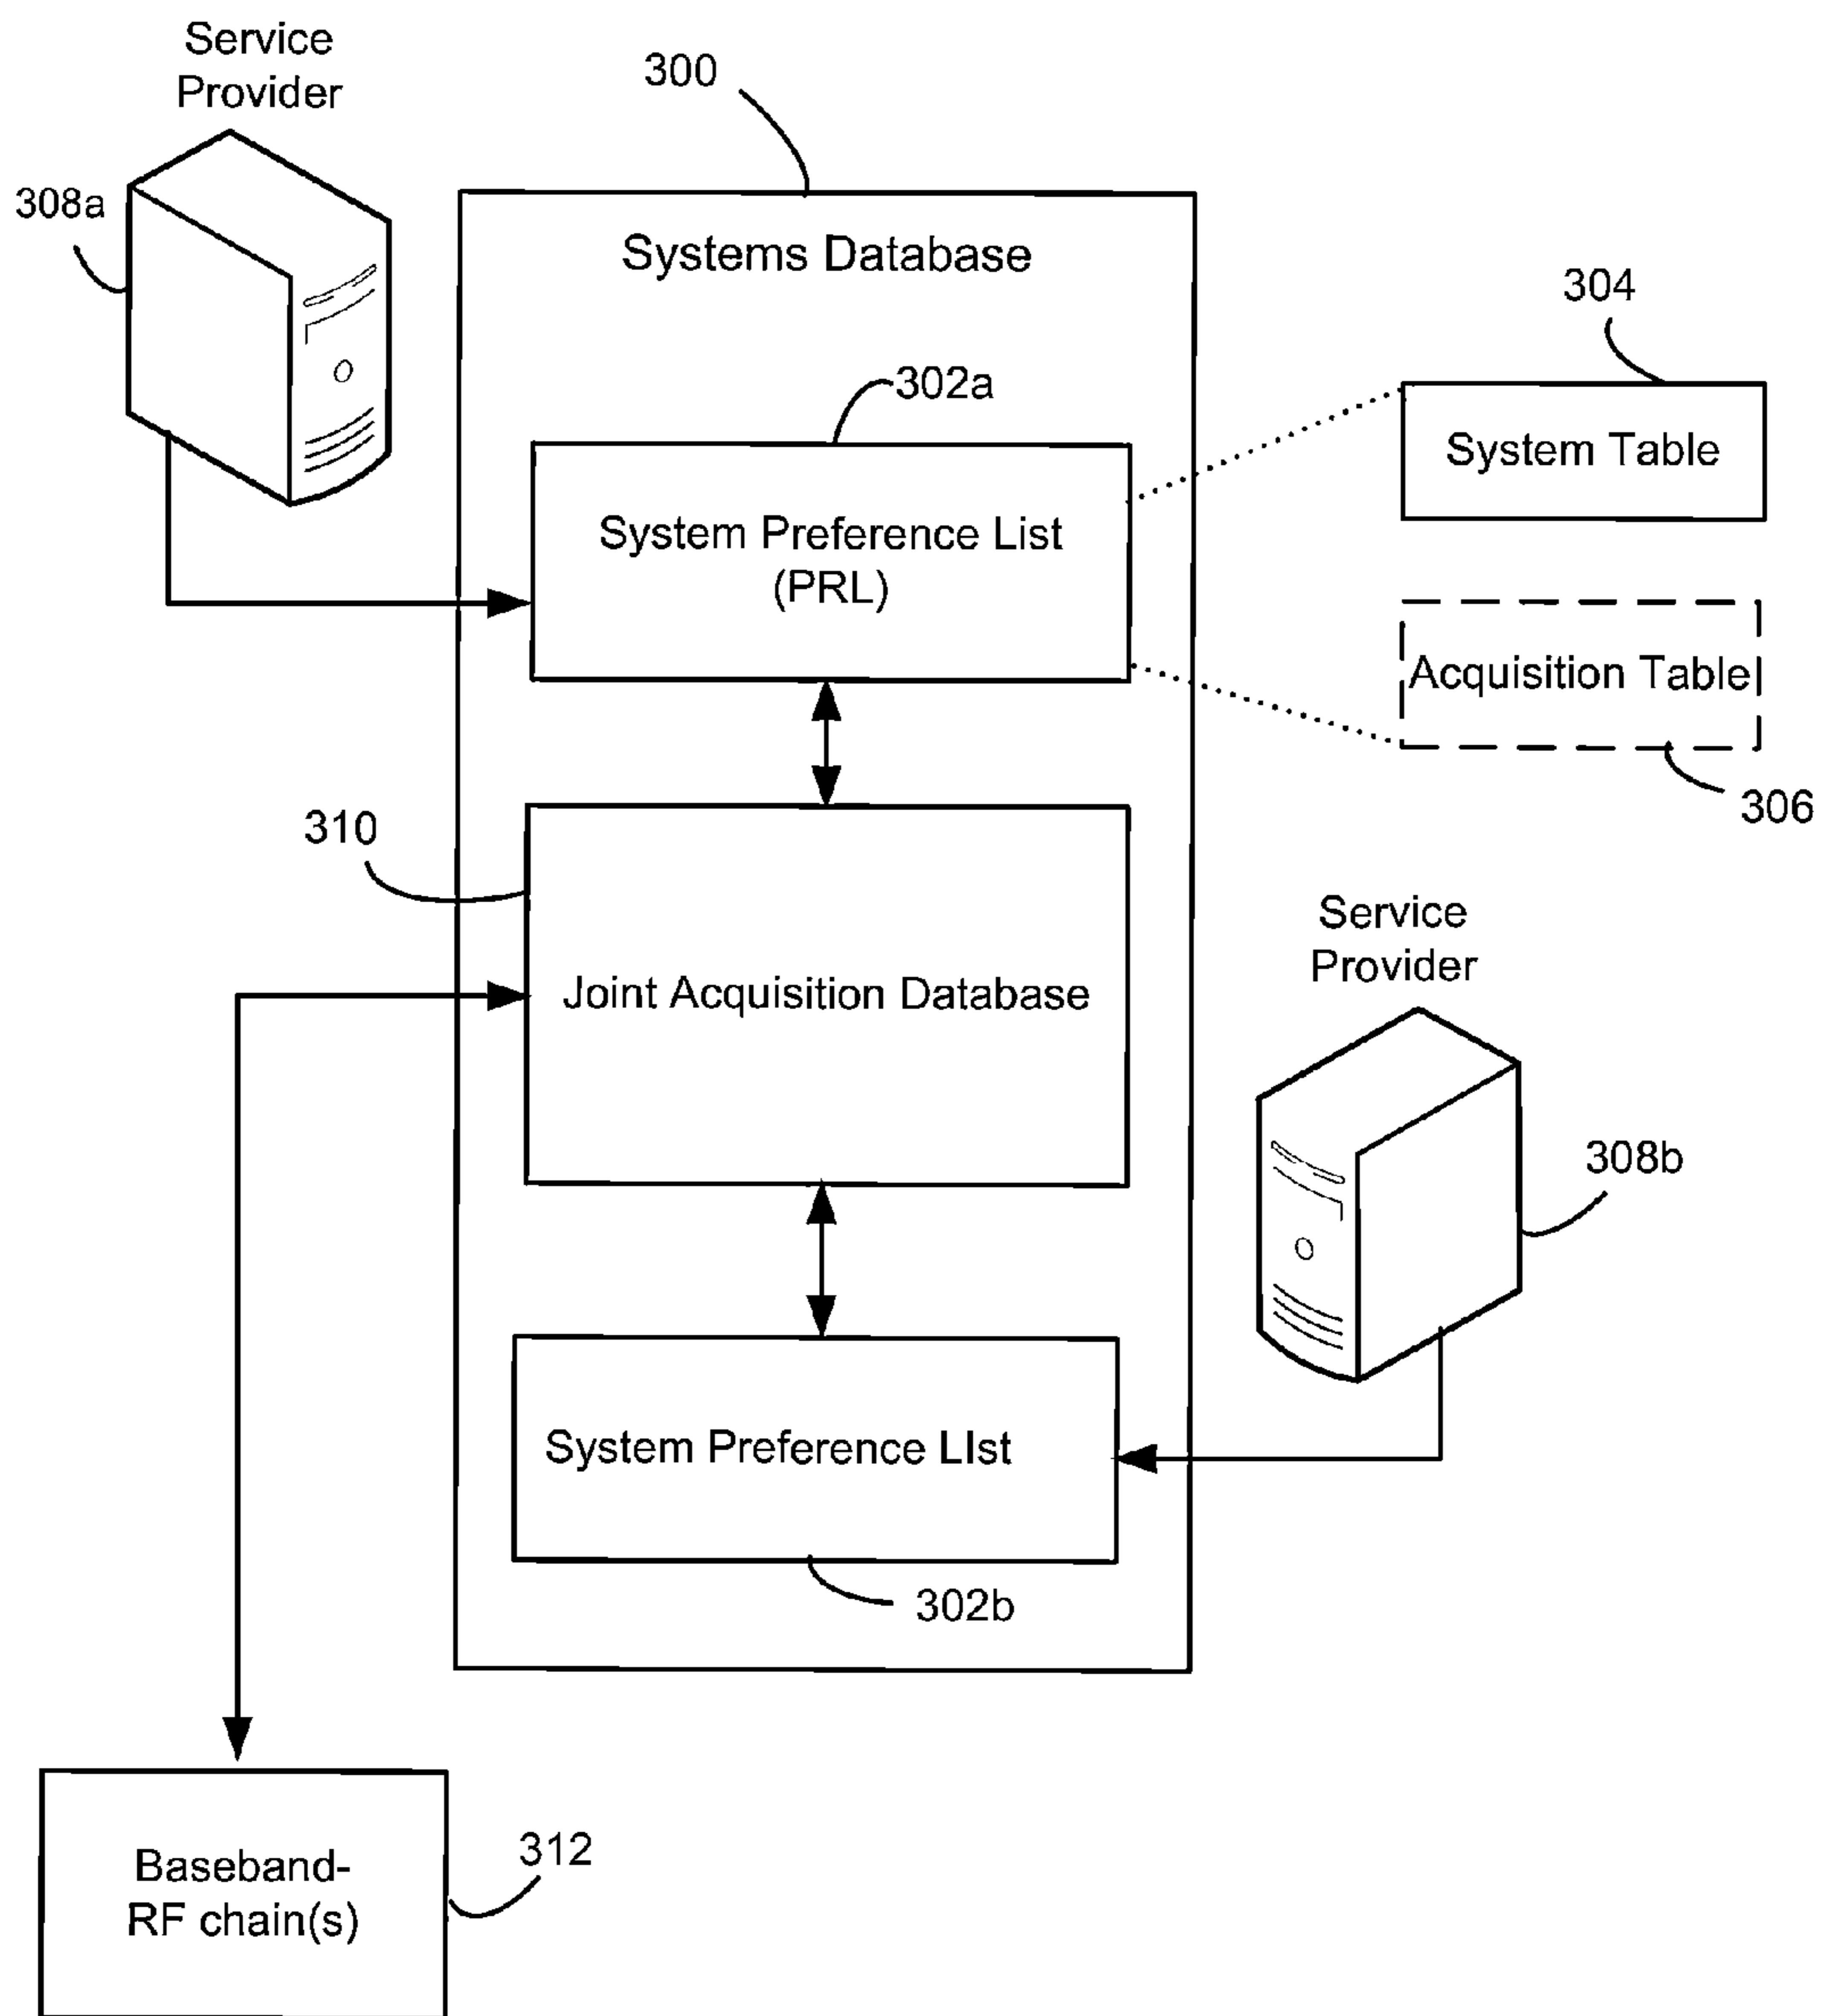 Service
Provider
300
308a
Systems Database
304
302a
System Table
System Preference List
(PRL)
Acquisition Table
306
310
Service
Provider
Joint Acquisition Database
308b
System Preference LIst
302b
312
Baseband-
RF chain(s)